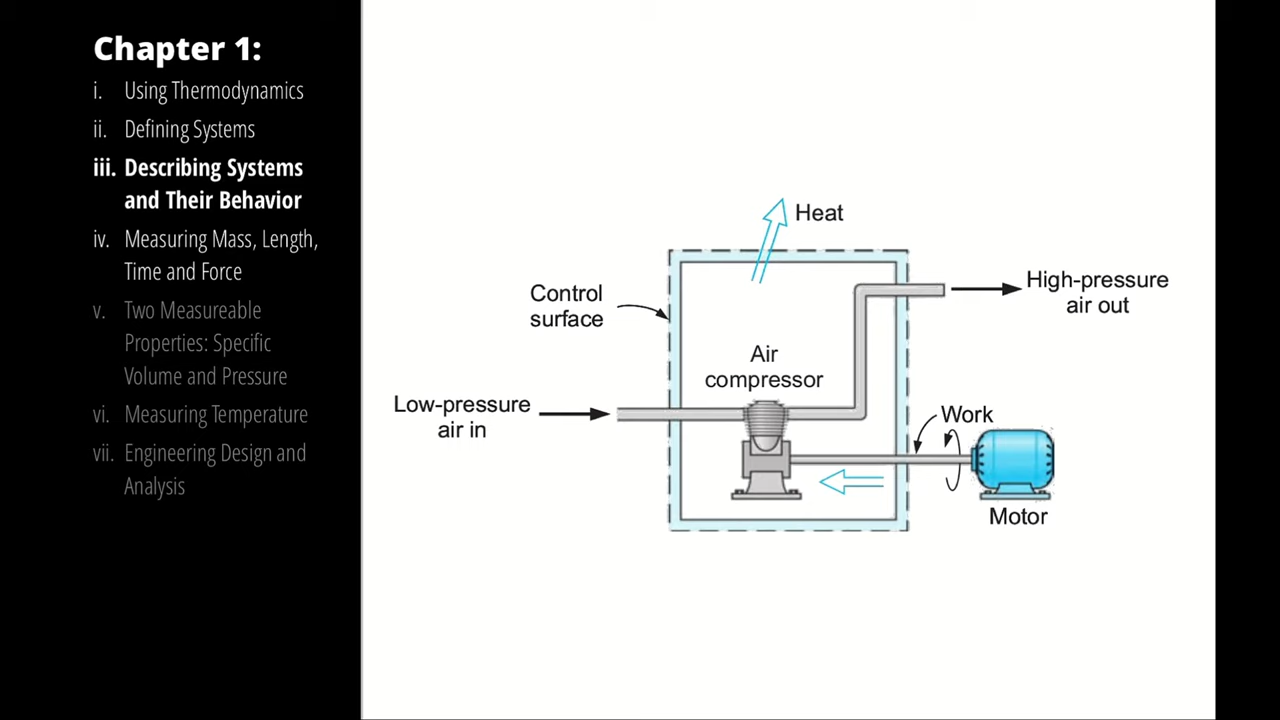 Chapter 1:
i. Using Thermodynamics
ii. Defining Systems
iii. Describing Systems
and Their Behavior
iv. Measuring Mass, Length,
Time and Force
v. Two Measureable
Properties: Specific
Volume and Pressure
vi. Measuring Temperature
vii. Engineering Design and
Analysis
Heat
Control
surface
High-pressure
air out
Air
compressor
Low-pressure
air in
Work
Motor